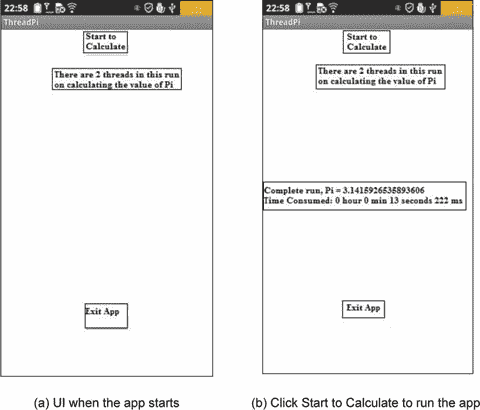 22:58
22:58
ThreadPi
ThreadPi
Start to
Calculate
Start to
Calculate
There are 2 threads in this run
on calculating the value of Pi
There are 2 threads in this run
on calculating the value of Pi
Complete run, Pi = 3.1415926535893606
Time Consumed: 0 hour 0 min 13 seconds 222 ms
Exit App
Exit App
(a) UI when the app starts
(b) Click Start to Calculate to run the app